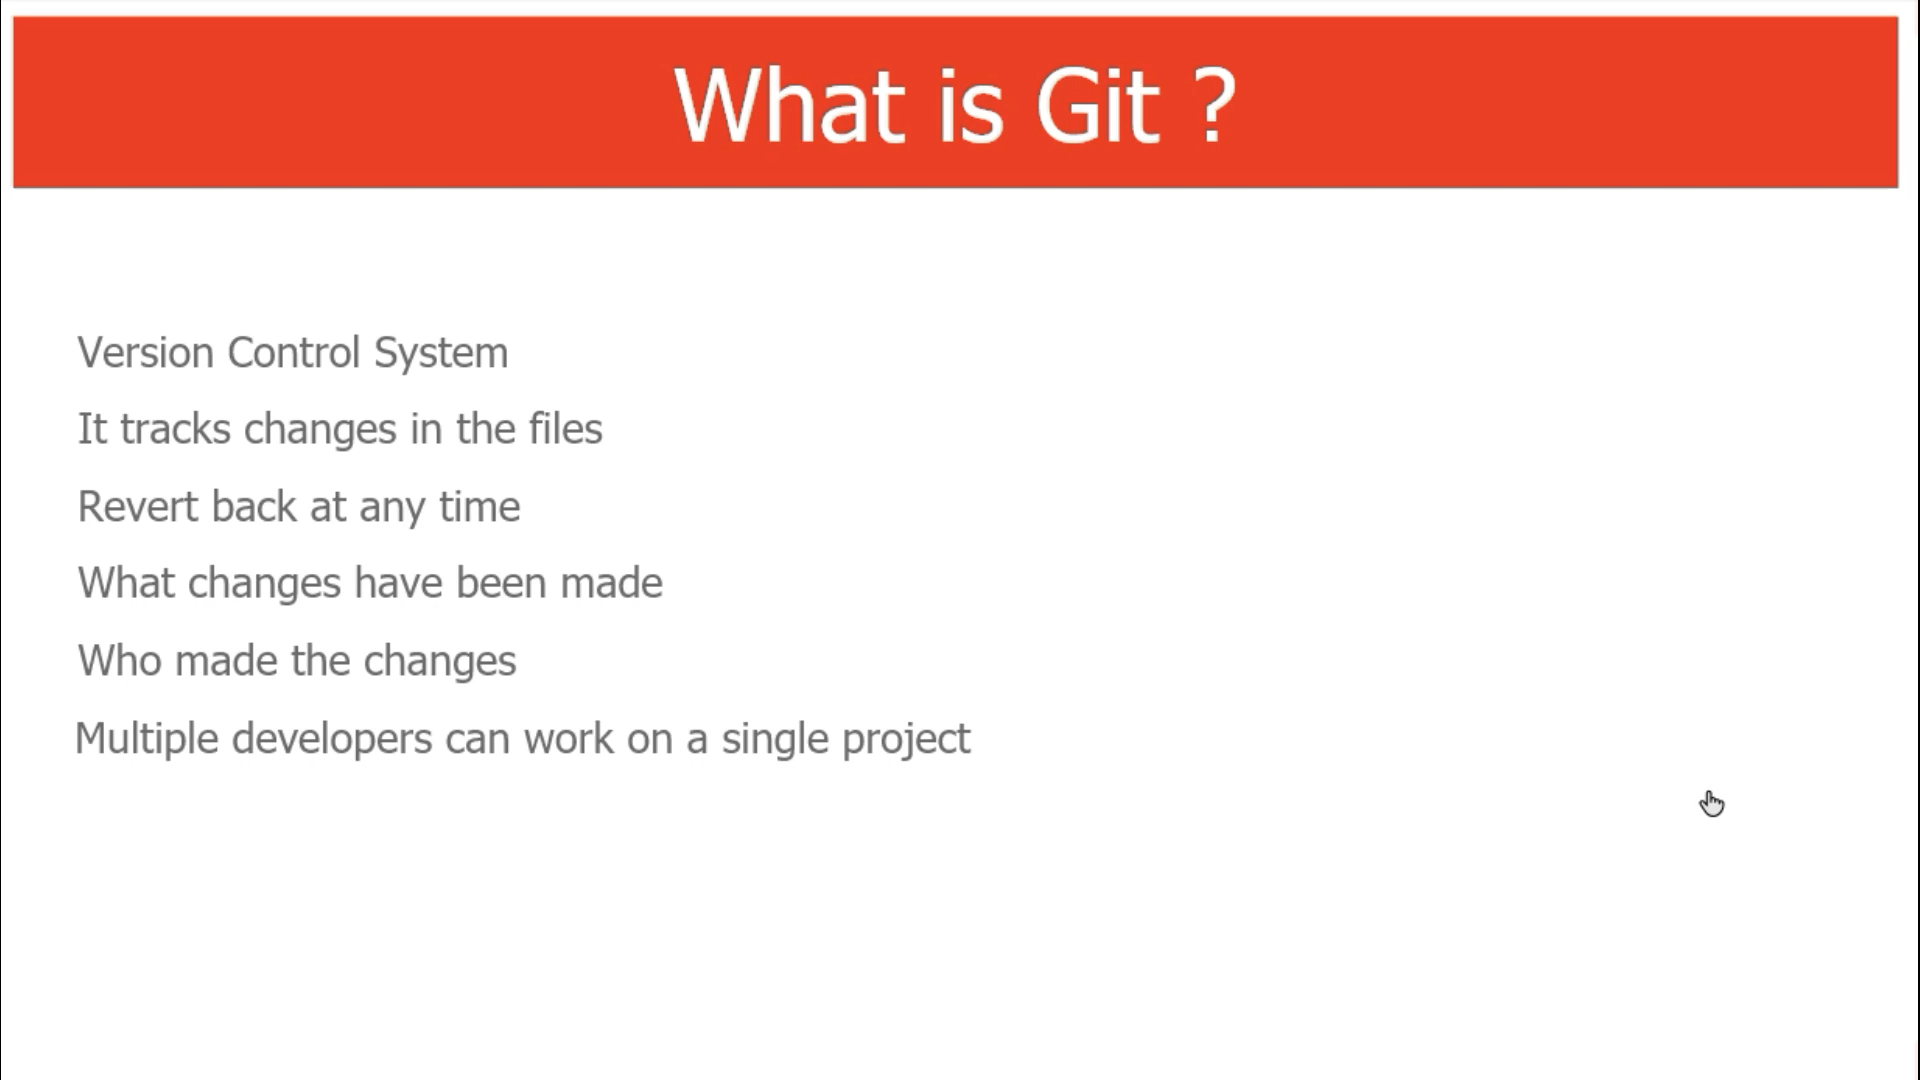 What is Git ?
Version Control System
It tracks changes in the files
Revert back at any time
What changes have been made
Who made the changes
Multiple developers can work on a single project